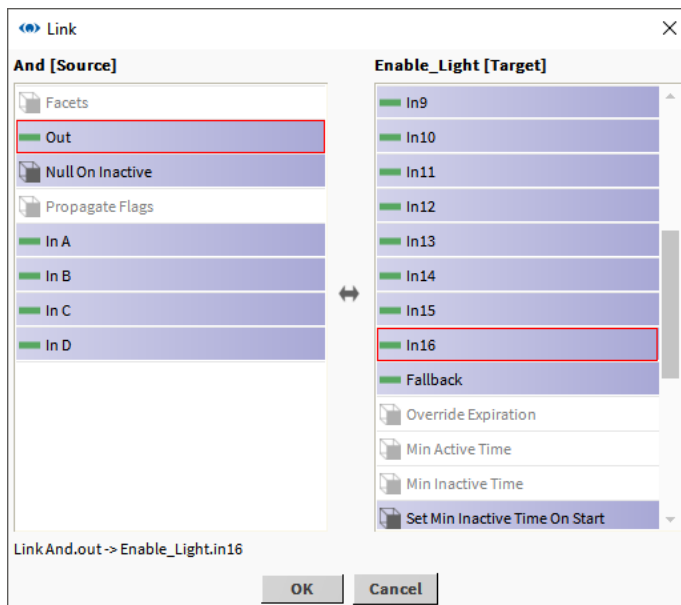 Link
And [Source]
Facets
Out
Null On Inactive
Propagate Flags
In A
In B
In C
In D
Enable_Light [Target]
In9
In10
In11
In12
In13
In14
In15
In16
Fallback
Override Expiration
Min Active Time
Min Inactive Time
Set Min Inactive Time On Start
Link And.out -> Enable_Light.in16
OK
Cancel